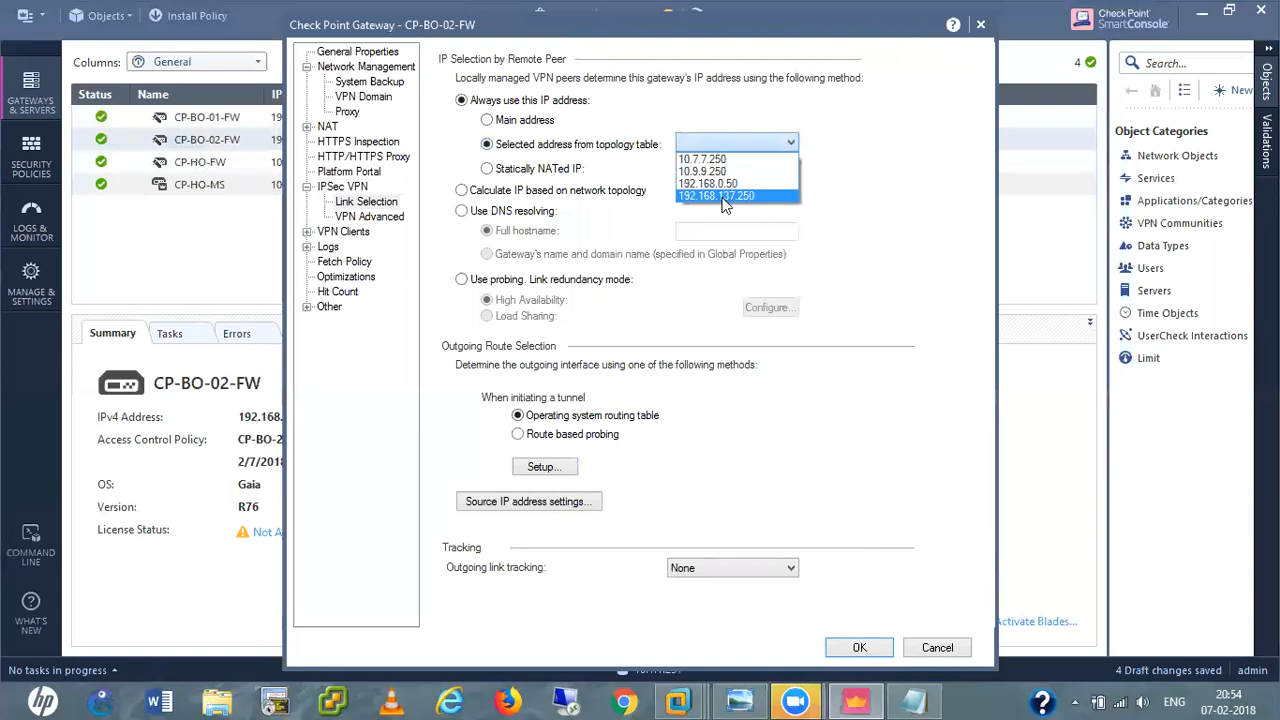 Objects
Install Policy
Check Point Gateway - CP-BO-02-FW
?
CHECK POINT
SmartConsole
GATEWAYS & SERVERS
SECURITY POLICIES
LOGS & MONITOR
MANAGE & SETTINGS
COMMAND LINE
WHAT'S NEW
Columns:
General
Status
Name
IP
CP-BO-01-FW
19
CP-BO-02-FW
19
CP-HO-FW
19
CP-HO-MS
19
Summary
Tasks
Errors
CP-BO-02-FW
IPv4 Address:
192.168.
Access Control Policy:
CP-BO-2
2/7/2018
OS:
Gaia
Version:
R76
License Status:
Not A
General Properties
Network Management
System Backup
VPN Domain
Proxy
NAT
HTTPS Inspection
HTTP/HTTPS Proxy
Platform Portal
IPSec VPN
Link Selection
VPN Advanced
VPN Clients
Logs
Fetch Policy
Optimizations
Hit Count
Other
IP Selection by Remote Peer
Locally managed VPN peers determine this gateway's IP address using the following method:
Always use this IP address:
Main address
Selected address from topology table:
10.7.7.250
10.9.9.250
192.168.0.50
192.168.137.250
Statically NATed IP:
Calculate IP based on network topology
Use DNS resolving:
Full hostname:
Gateway's name and domain name (specified in Global Properties)
Use probing. Link redundancy mode:
High Availability:
Load Sharing:
Configure...
Outgoing Route Selection
Determine the outgoing interface using one of the following methods:
When initiating a tunnel
Operating system routing table
Route based probing
Setup...
Source IP address settings...
Tracking
Outgoing link tracking:
None
OK
Cancel
4
Search...
New
Object Categories
Network Objects
Services
Applications/Categories
VPN Communities
Data Types
Users
Servers
Time Objects
UserCheck Interactions
Limit
Objects
Validations
Activate Blades...
No tasks in progress
4 Draft changes saved
admin
ENG
20:54
07-02-2018